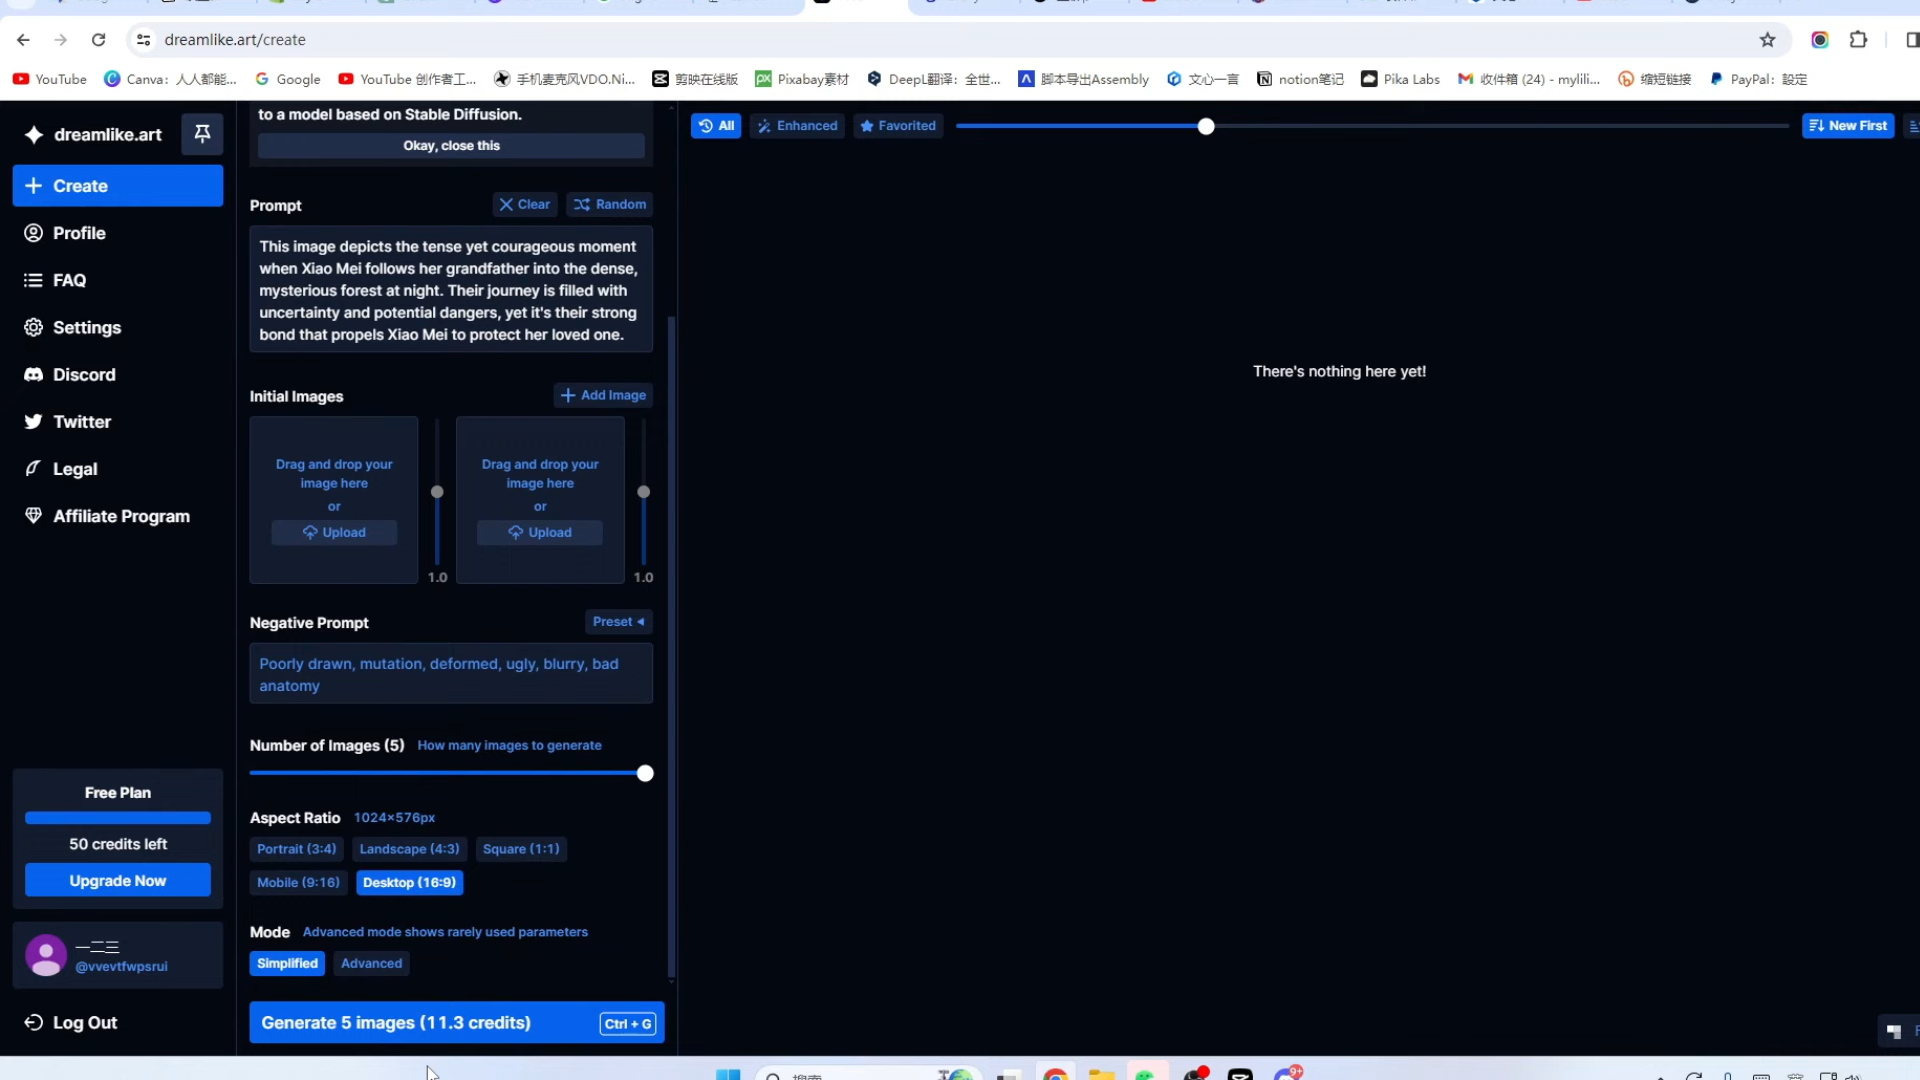 dreamlike.art/create
YouTube
Canva：人人都能...
Google
YouTube 创作者工...
手机麦克风VDO.Ni...
剪映在线版
Pixabay素材
DeepL翻译：全世...
脚本导出Assembly
文心一言
notion笔记
Pika Labs
收件箱 (24) - mylili...
缩短链接
PayPal：設定
dreamlike.art
Create
Profile
FAQ
Settings
Discord
Twitter
Legal
Affiliate Program
Free Plan
50 credits left
Upgrade Now
一二三
@vvevtfwpsrui
Log Out
to a model based on Stable Diffusion.
Okay, close this
Prompt
Clear
Random
This image depicts the tense yet courageous moment
when Xiao Mei follows her grandfather into the dense,
mysterious forest at night. Their journey is filled with
uncertainty and potential dangers, yet it's their strong
bond that propels Xiao Mei to protect her loved one.
Initial Images
Add Image
Drag and drop your
image here
or
Upload
1.0
Drag and drop your
image here
or
Upload
1.0
Negative Prompt
Preset
Poorly drawn, mutation, deformed, ugly, blurry, bad
anatomy
Number of Images (5) How many images to generate
Aspect Ratio 1024×576px
Portrait (3:4) Landscape (4:3) Square (1:1)
Mobile (9:16) Desktop (16:9)
Mode Advanced mode shows rarely used parameters
Simplified Advanced
Generate 5 images (11.3 credits) Ctrl + G
All
Enhanced
Favorited
New First
There's nothing here yet!
9+